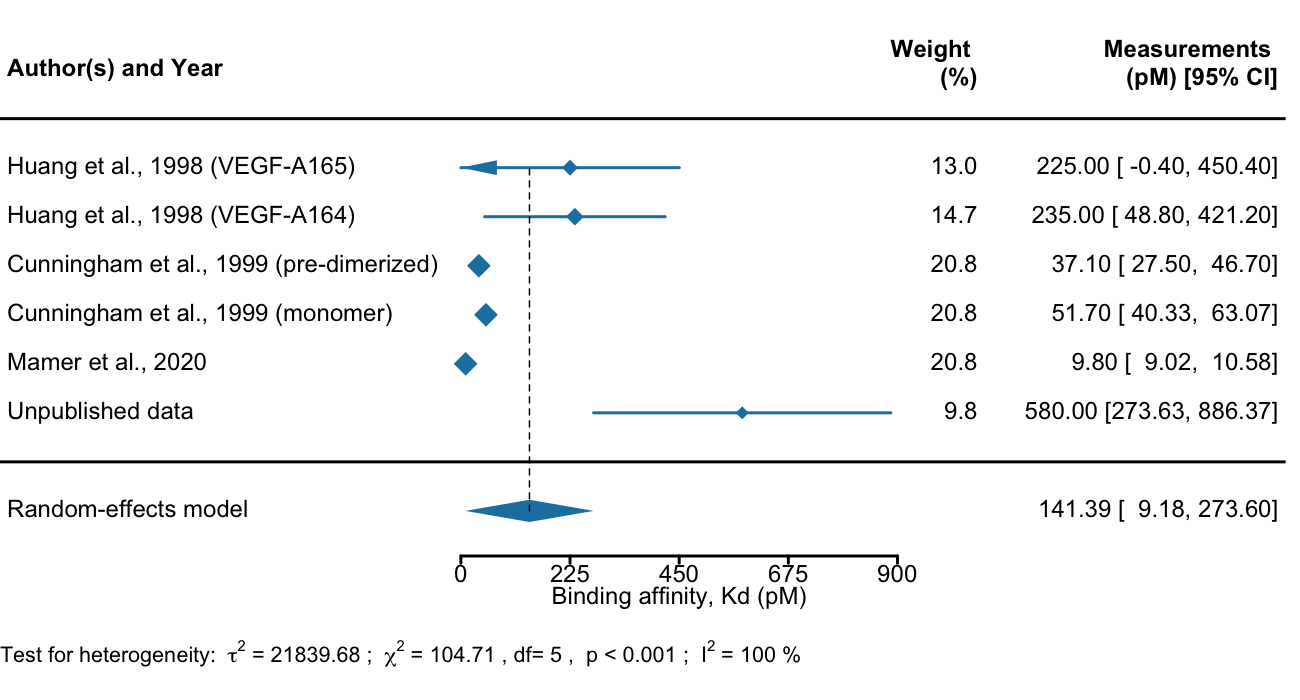 Author(s) and Year Weight (%) Measurements (pM) [95% CI]
Huang et al., 1998 (VEGF-A165) 13.0 225.00 [ -0.40, 450.40]
Huang et al., 1998 (VEGF-A164) 14.7 235.00 [ 48.80, 421.20]
Cunningham et al., 1999 (pre-dimerized) 20.8 37.10 [ 27.50, 46.70]
Cunningham et al., 1999 (monomer) 20.8 51.70 [ 40.33, 63.07]
Mamer et al., 2020 20.8 9.80 [ 9.02, 10.58]
Unpublished data 9.8 580.00 [273.63, 886.37]
Random-effects model 141.39 [ 9.18, 273.60]
0 225 450 675 900
Binding affinity, Kd (pM)
Test for heterogeneity: τ² = 21839.68 ; χ² = 104.71 , df= 5 , p < 0.001 ; I² = 100 %